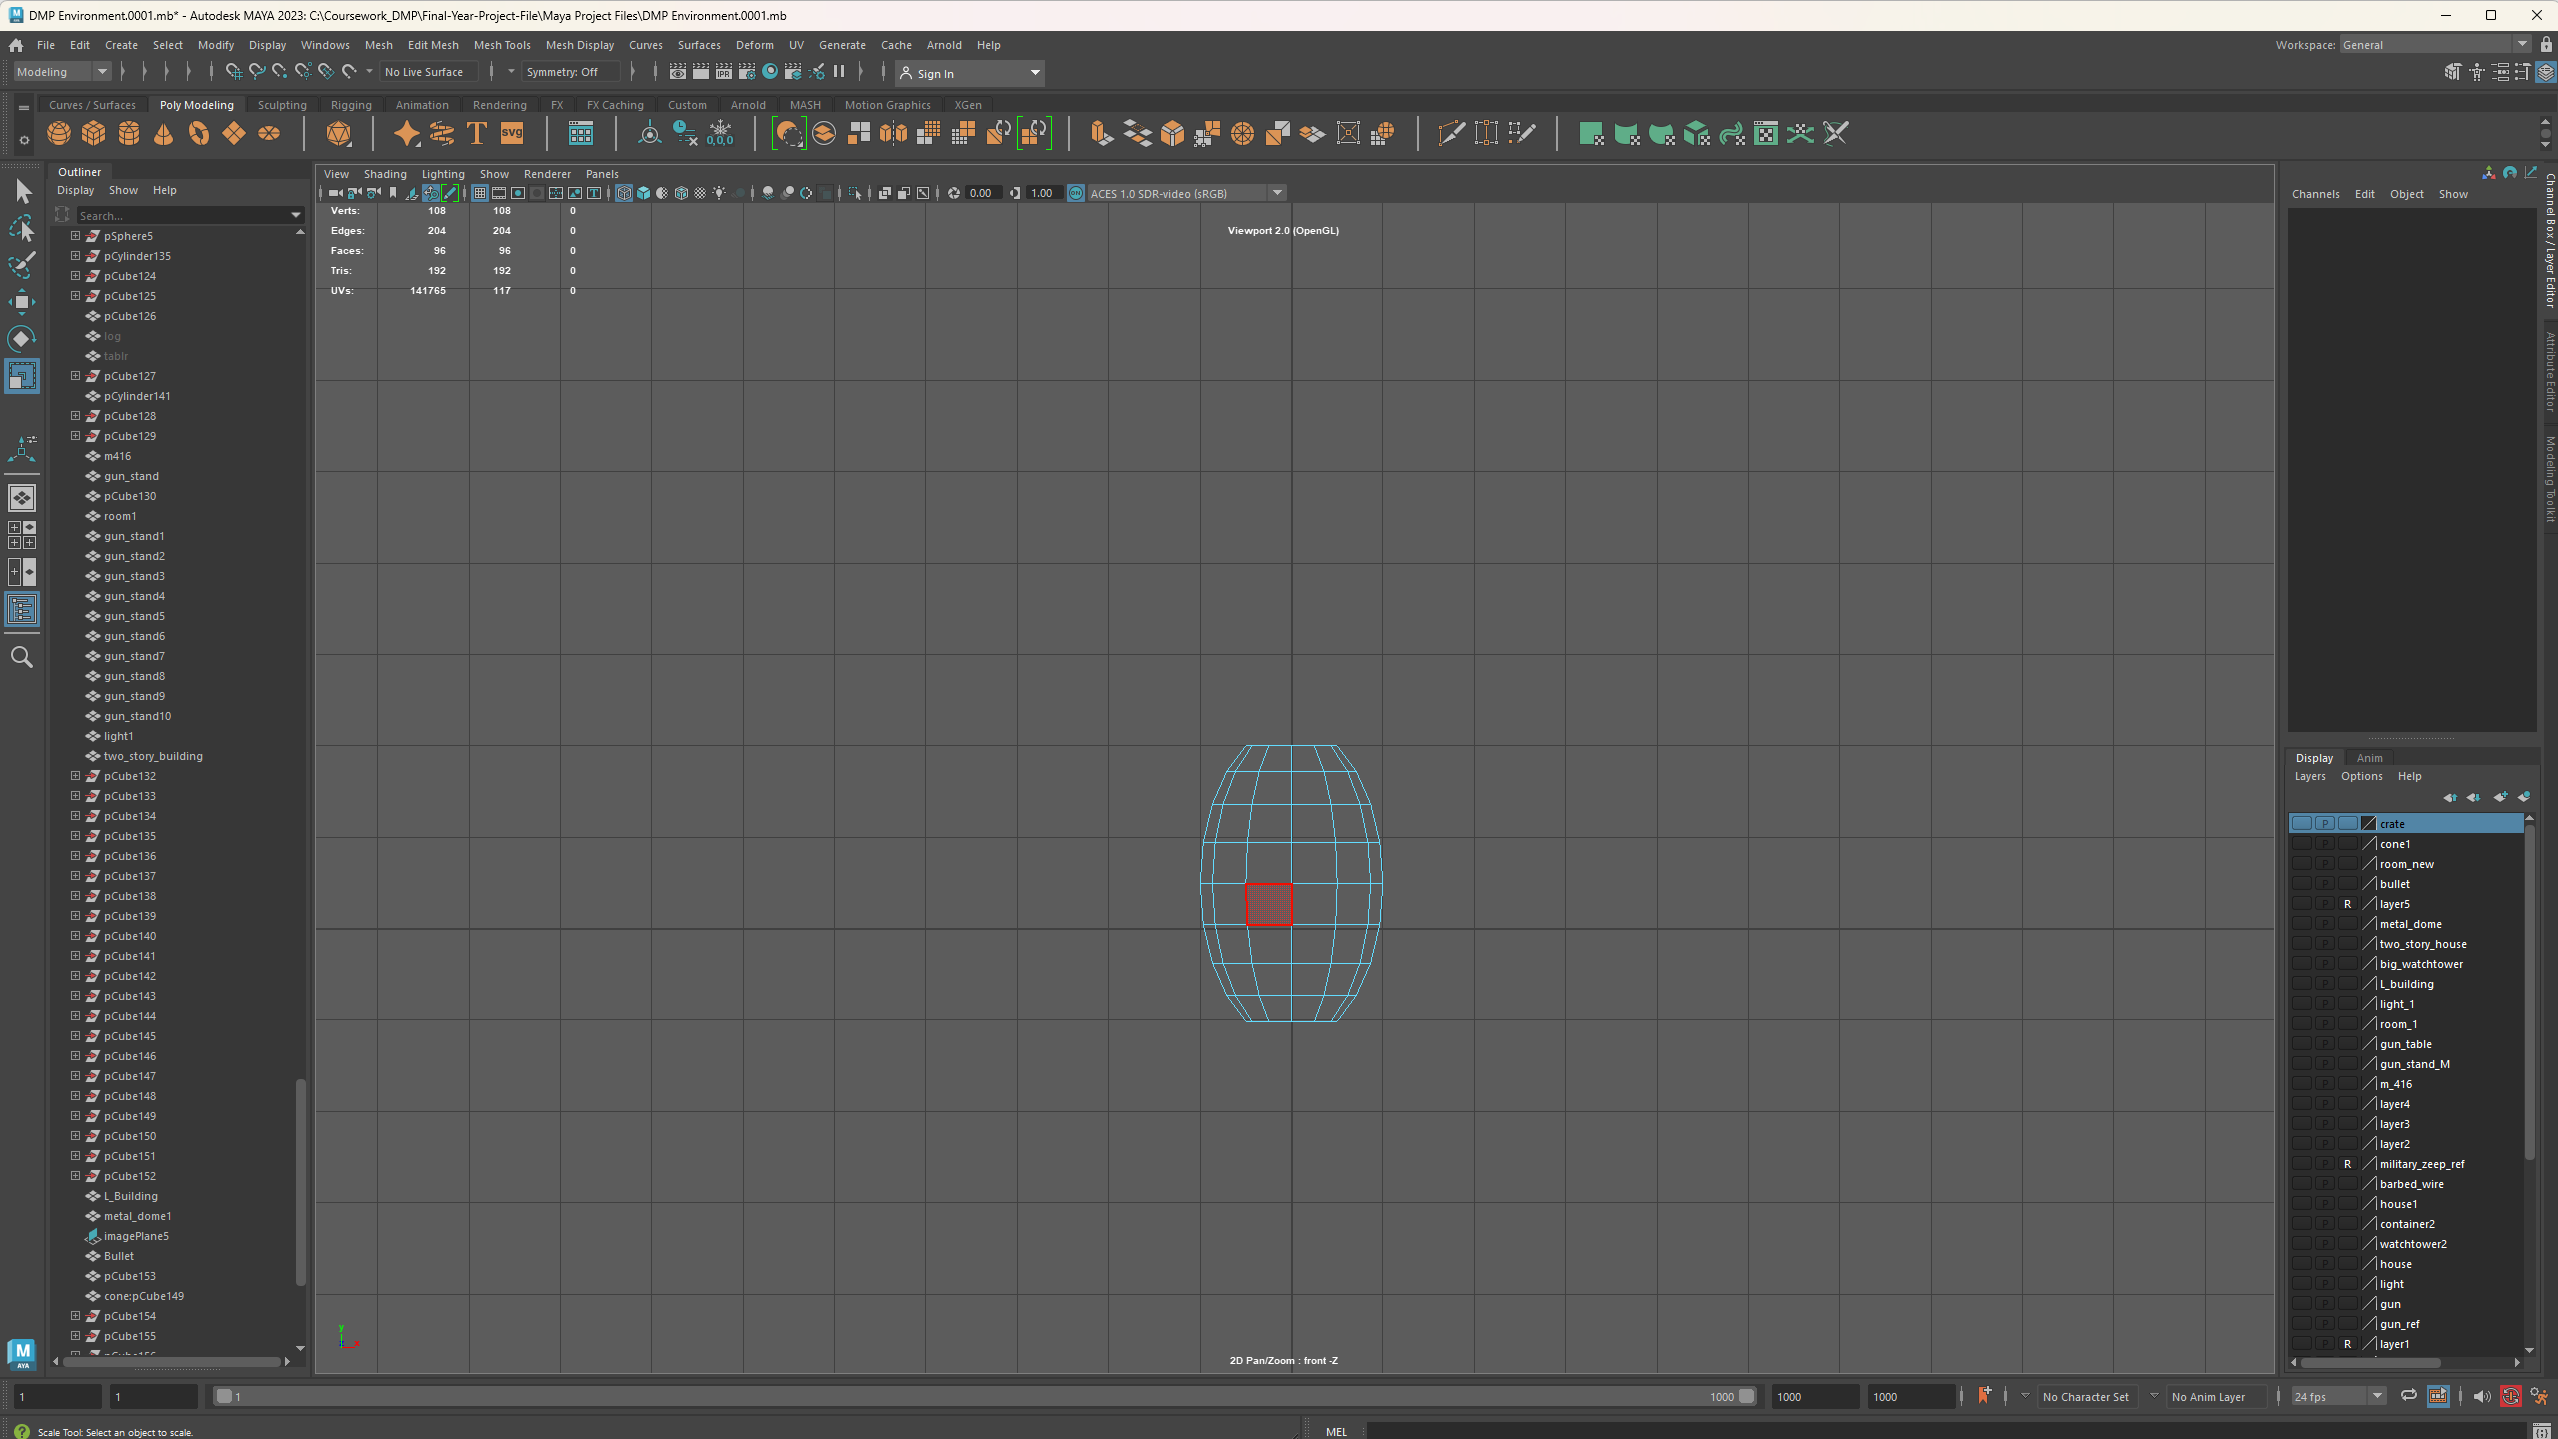 DMP Environment.0001.mb* - Autodesk MAYA 2023: C:\Coursework_DMP\Final-Year-Project-File\Maya Project Files\DMP Environment.0001.mb
File Edit Create Select Modify Display Windows Mesh Edit Mesh Mesh Tools Mesh Display Curves Surfaces Deform UV Generate Cache Arnold Help
Workspace: General
Modeling
No Live Surface
Symmetry: Off
IPR
Sign In
Curves / Surfaces Poly Modeling Sculpting Rigging Animation Rendering FX FX Caching Custom Arnold MASH Motion Graphics XGen
T
svg
0,0,0
Outliner
Display Show Help
Search...
pSphere5
pCylinder135
pCube124
pCube125
pCube126
log
tablr
pCube127
pCylinder141
pCube128
pCube129
m416
gun_stand
pCube130
room1
gun_stand1
gun_stand2
gun_stand3
gun_stand4
gun_stand5
gun_stand6
gun_stand7
gun_stand8
gun_stand9
gun_stand10
light1
two_story_building
pCube132
pCube133
pCube134
pCube135
pCube136
pCube137
pCube138
pCube139
pCube140
pCube141
pCube142
pCube143
pCube144
pCube145
pCube146
pCube147
pCube148
pCube149
pCube150
pCube151
pCube152
L_Building
metal_dome1
imagePlane5
Bullet
pCube153
cone:pCube149
pCube154
pCube155
View Shading Lighting Show Renderer Panels
0.00
1.00
ACES 1.0 SDR-video (sRGB)
Verts: 108 108 0
Edges: 204 204 0
Faces: 96 96 0
Tris: 192 192 0
UVs: 141765 117 0
Viewport 2.0 (OpenGL)
y
x
2D Pan/Zoom : front -Z
Channels Edit Object Show
Channel Box / Layer Editor
Attribute Editor
Modeling Toolkit
Display Anim
Layers Options Help
P crate
P cone1
P room_new
P bullet
P R layer5
P metal_dome
P two_story_house
P big_watchtower
P L_building
P light_1
P room_1
P gun_table
P gun_stand_M
P m_416
P layer4
P layer3
P layer2
P R military_zeep_ref
P barbed_wire
P house1
P container2
P watchtower2
P house
P light
P gun
P gun_ref
P R layer1
M
AYA
1
1
1
1000
1000
1000
No Character Set
No Anim Layer
24 fps
Scale Tool: Select an object to scale.
MEL